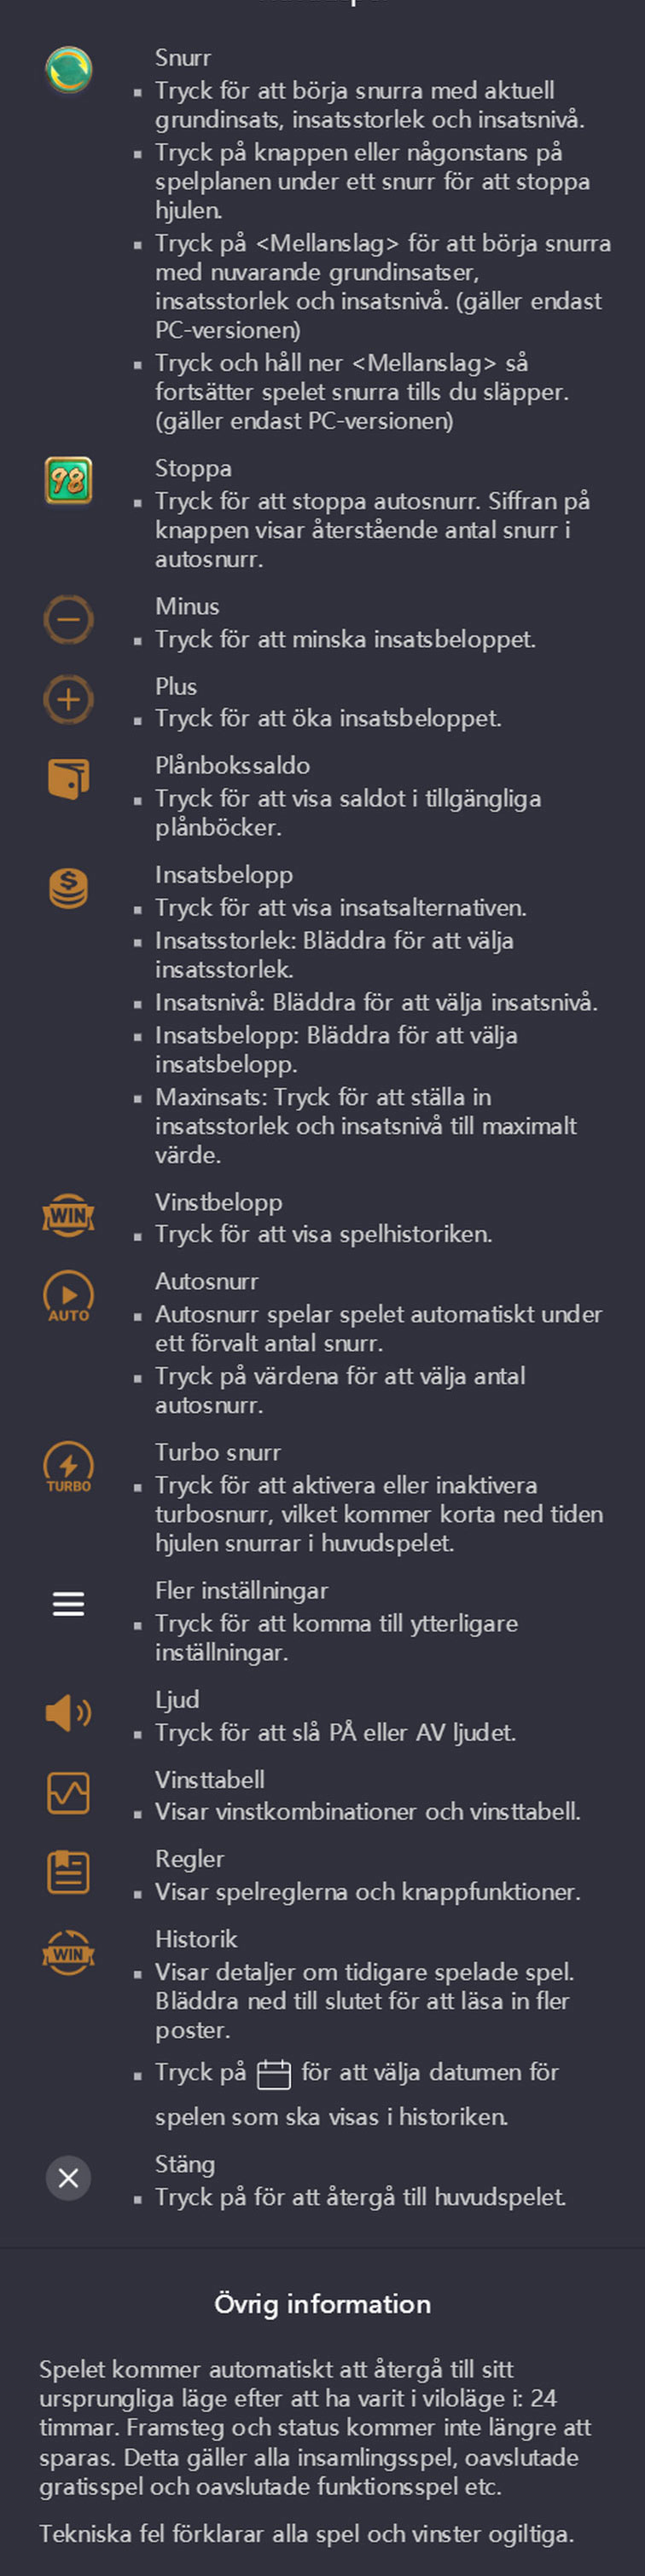 Snurr
▪ Tryck för att börja snurra med aktuell
grundinsats, insatsstorlek och insatsnivå.
▪ Tryck på knappen eller någonstans på
spelplanen under ett snurr för att stoppa
hjulen.
▪ Tryck på <Mellanslag> för att börja snurra
med nuvarande grundinsatser,
insatsstorlek och insatsnivå. (gäller endast
PC-versionen)
▪ Tryck och håll ner <Mellanslag> så
fortsätter spelet snurra tills du släpper.
(gäller endast PC-versionen)
98
Stoppa
▪ Tryck för att stoppa autosnurr. Siffran på
knappen visar återstående antal snurr i
autosnurr.
Minus
▪ Tryck för att minska insatsbeloppet.
Plus
▪ Tryck för att öka insatsbeloppet.
Plånbokssaldo
▪ Tryck för att visa saldot i tillgängliga
plånböcker.
$
Insatsbelopp
▪ Tryck för att visa insatsalternativen.
▪ Insatsstorlek: Bläddra för att välja
insatsstorlek.
▪ Insatsnivå: Bläddra för att välja insatsnivå.
▪ Insatsbelopp: Bläddra för att välja
insatsbelopp.
▪ Maxinsats: Tryck för att ställa in
insatsstorlek och insatsnivå till maximalt
värde.
WIN
Vinstbelopp
▪ Tryck för att visa spelhistoriken.
AUTO
Autosnurr
▪ Autosnurr spelar spelet automatiskt under
ett förvalt antal snurr.
▪ Tryck på värdena för att välja antal
autosnurr.
TURBO
Turbo snurr
▪ Tryck för att aktivera eller inaktivera
turbosnurr, vilket kommer korta ned tiden
hjulen snurrar i huvudspelet.
Fler inställningar
▪ Tryck för att komma till ytterligare
inställningar.
Ljud
▪ Tryck för att slå PÅ eller AV ljudet.
Vinsttabell
▪ Visar vinstkombinationer och vinsttabell.
Regler
▪ Visar spelreglerna och knappfunktioner.
WIN
Historik
▪ Visar detaljer om tidigare spelade spel.
Bläddra ned till slutet för att läsa in fler
poster.
▪ Tryck på för att välja datumen för
spelen som ska visas i historiken.
Stäng
▪ Tryck på för att återgå till huvudspelet.
Övrig information
Spelet kommer automatiskt att återgå till sitt
ursprungliga läge efter att ha varit i viloläge i: 24
timmar. Framsteg och status kommer inte längre att
sparas. Detta gäller alla insamlingsspel, oavslutade
gratisspel och oavslutade funktionsspel etc.
Tekniska fel förklarar alla spel och vinster ogiltiga.